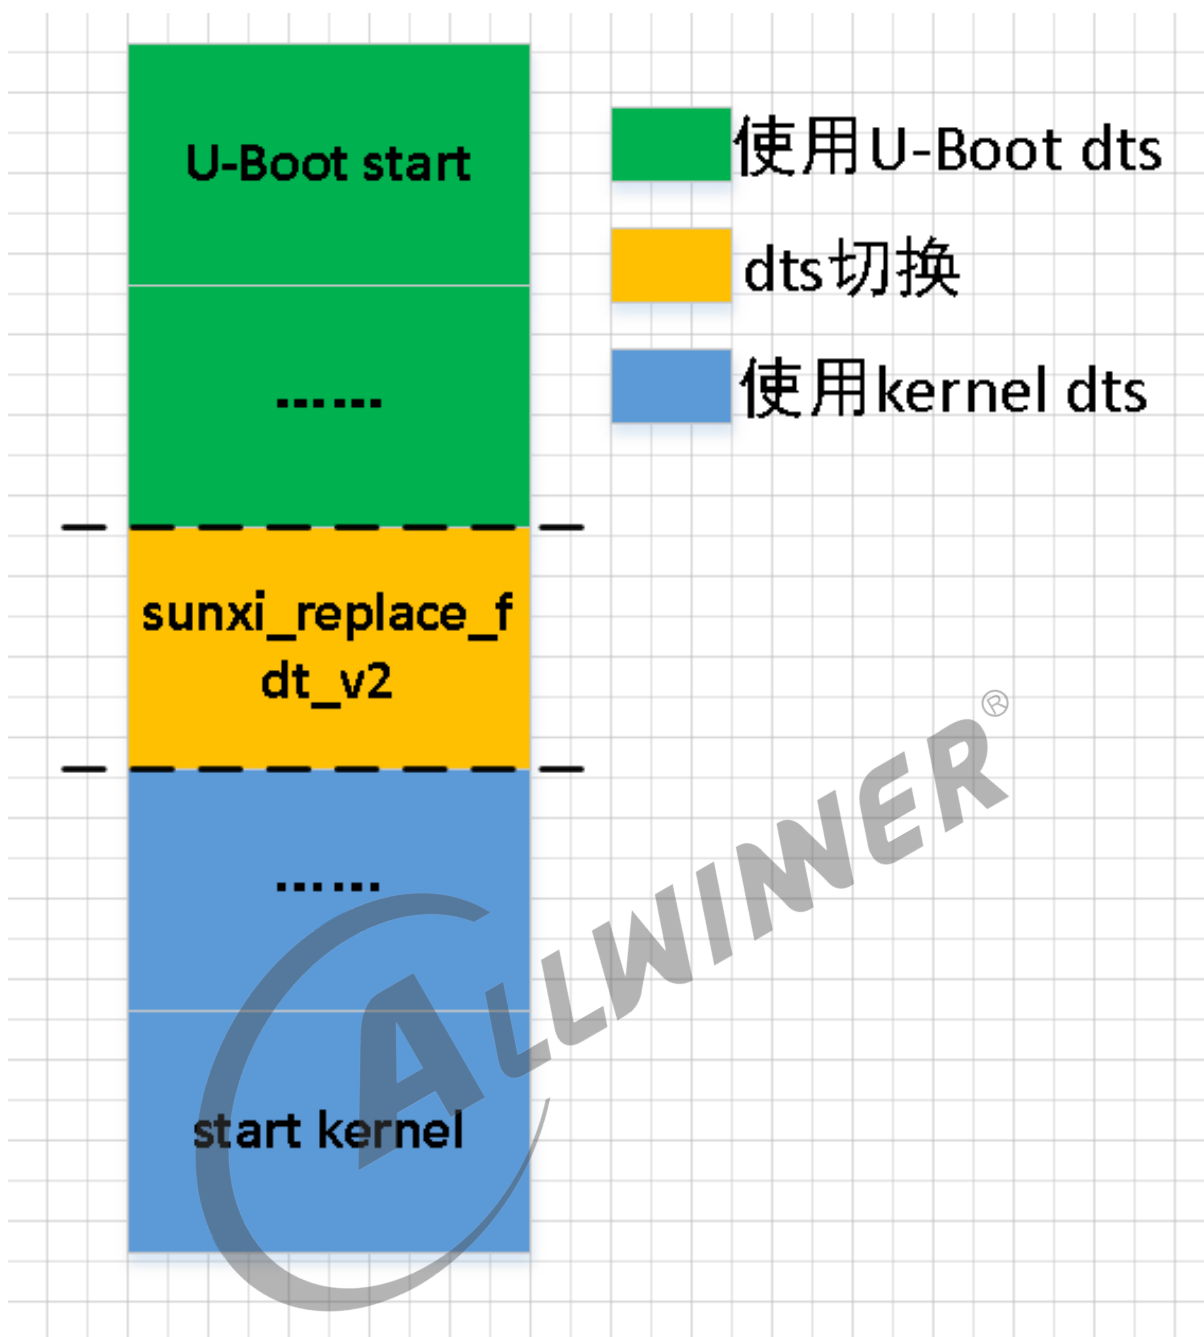 U-Boot start
……
sunxi_replace_f
dt_v2
……
start kernel
使用U-Boot dts
dts切换
使用kernel dts
ALLWINNER®